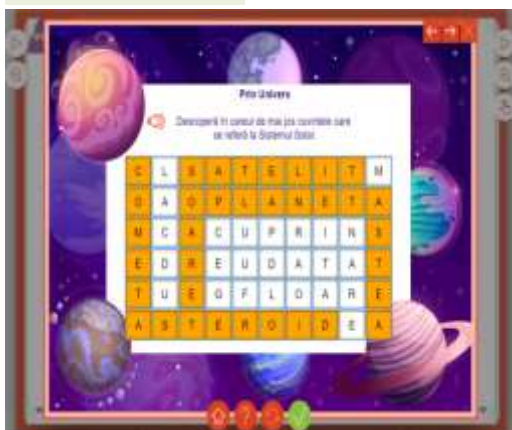 Prin Univers
Descoperă în careul de mai jos cuvintele care
se referă la Sistemul Solar.
C L S A T E L I T M
O A O P L A N E T A
M C A C U P R I N S
E D R E U D A T A T
T U E G F L O A R E
A S T E R O I D E A